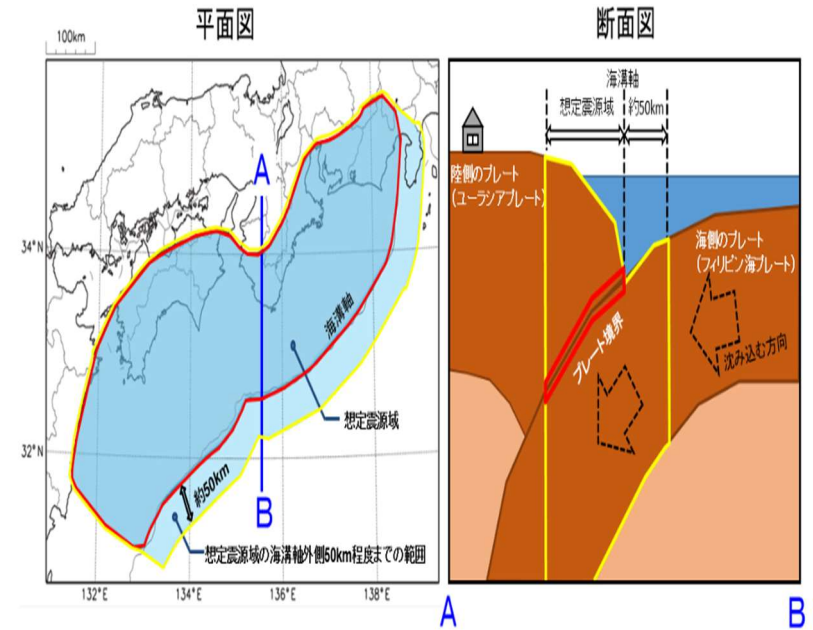 平面図
100km
A
34°N
海溝軸
想定震源域
32°N
約50km
B
想定震源域の海溝軸外側50km程度までの範囲
132°E
134°E
136°E
138°E
断面図
海溝軸
想定震源域
約50km
陸側のプレート
(ユーラシアプレート)
海側のプレート
(フィリピン海プレート)
プレート境界
沈み込む方向
A
B